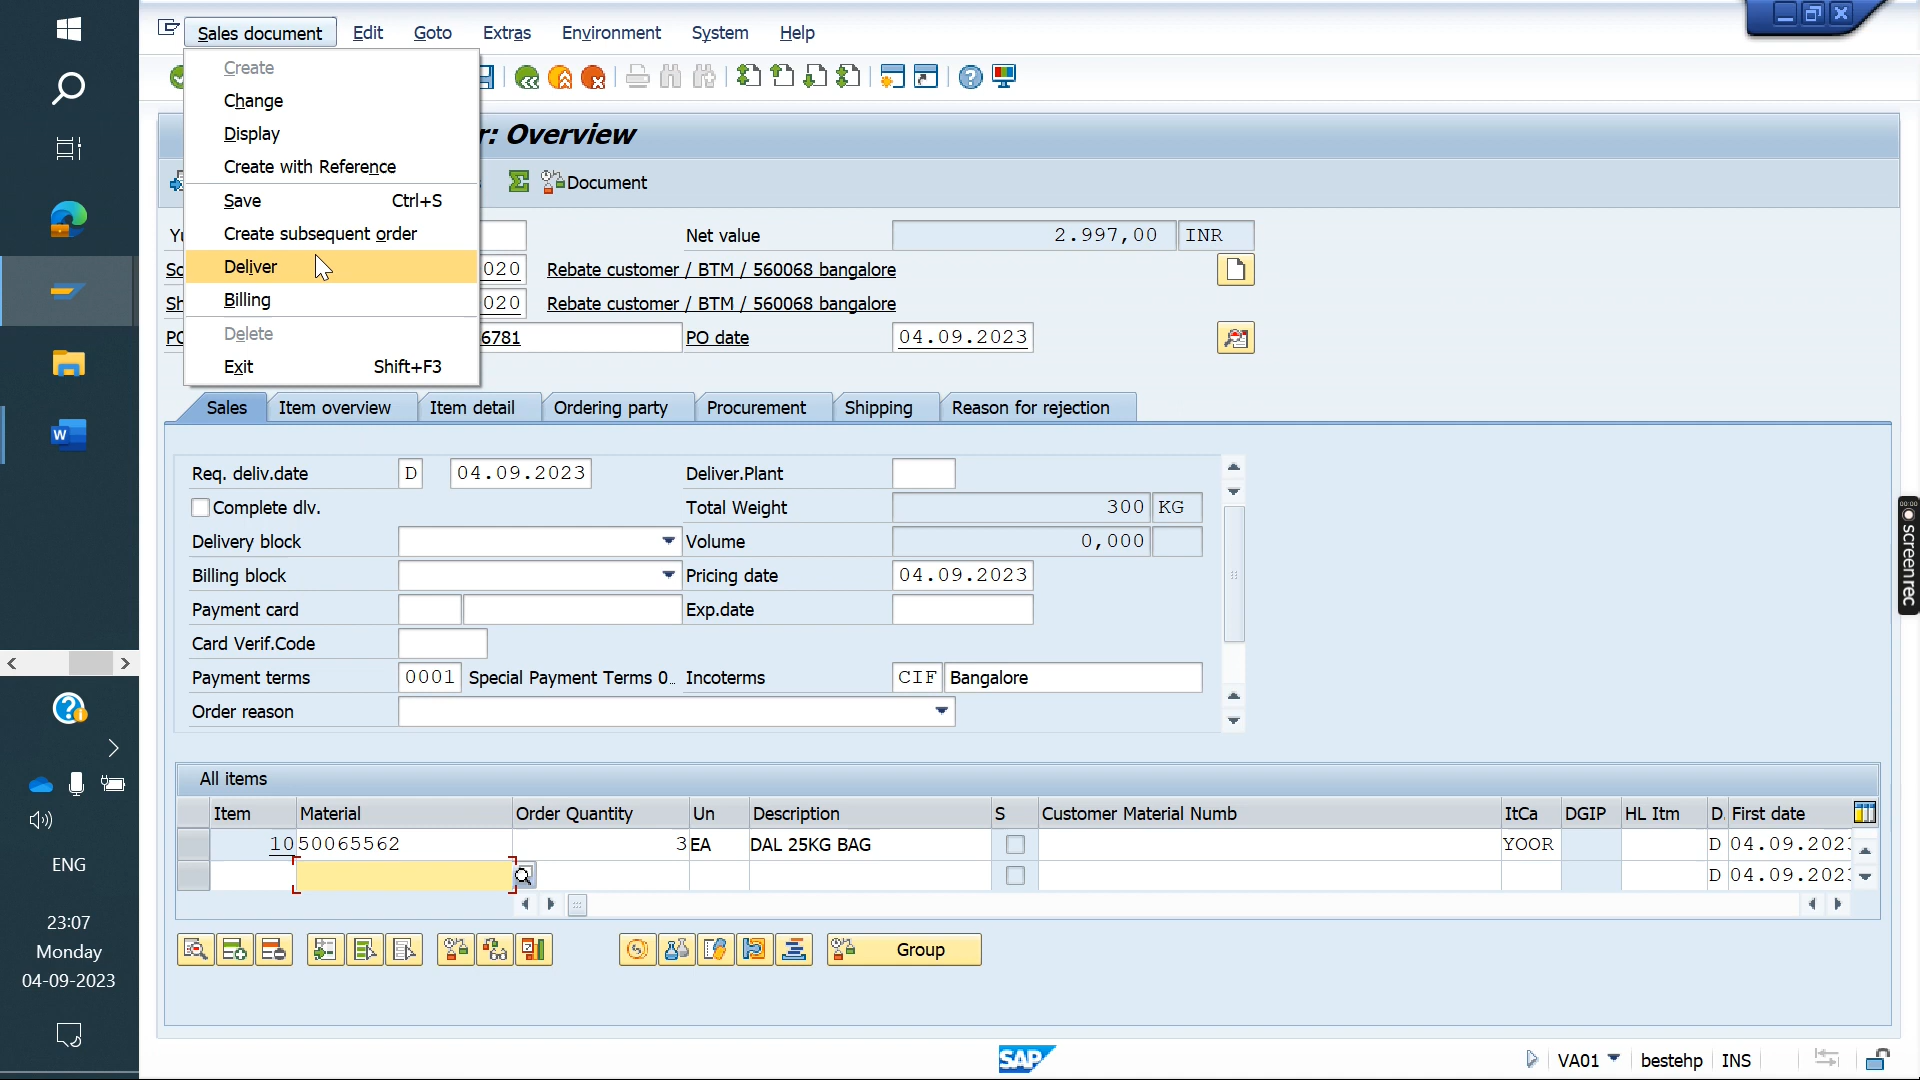 Sales document Edit Goto Extras Environment System Help
Create
Change
Display
Create with Reference
Save Ctrl+S
Create subsequent order
Deliver
Billing
Delete
Exit Shift+F3
r: Overview
Document
Net value 2.997,00 INR
020 Rebate customer / BTM / 560068 bangalore
020 Rebate customer / BTM / 560068 bangalore
6781 PO date 04.09.2023
Sales Item overview Item detail Ordering party Procurement Shipping Reason for rejection
Req. deliv.date D 04.09.2023 Deliver.Plant
Complete dlv. Total Weight 300 KG
Delivery block Volume 0,000
Billing block Pricing date 04.09.2023
Payment card Exp.date
Card Verif.Code
Payment terms 0001 Special Payment Terms 0.. Incoterms CIF Bangalore
Order reason
All items
Item Material Order Quantity Un Description S Customer Material Numb ItCa DGIP HL Itm D. First date
10 50065562 3 EA DAL 25KG BAG YOOR D 04.09.202
D 04.09.202
Group
SAP VA01 bestehp INS
ENG
23:07
Monday
04-09-2023
00:00
screenrec